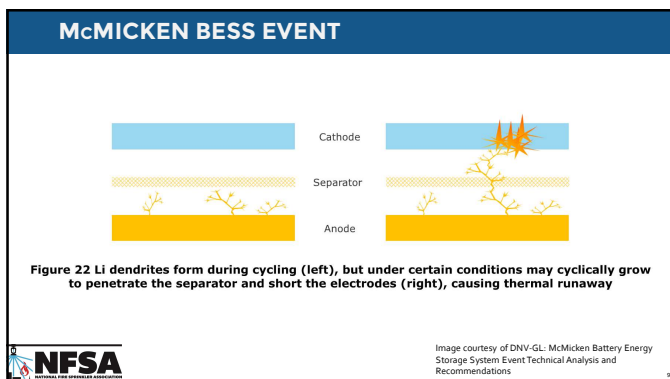 McMICKEN BESS EVENT
Cathode
Separator
Anode
Figure 22 Li dendrites form during cycling (left), but under certain conditions may cyclically grow
to penetrate the separator and short the electrodes (right), causing thermal runaway
NFSA
NATIONAL FIRE SPRINKLER ASSOCIATION
Image courtesy of DNV-GL: McMicken Battery Energy
Storage System Event Technical Analysis and
Recommendations